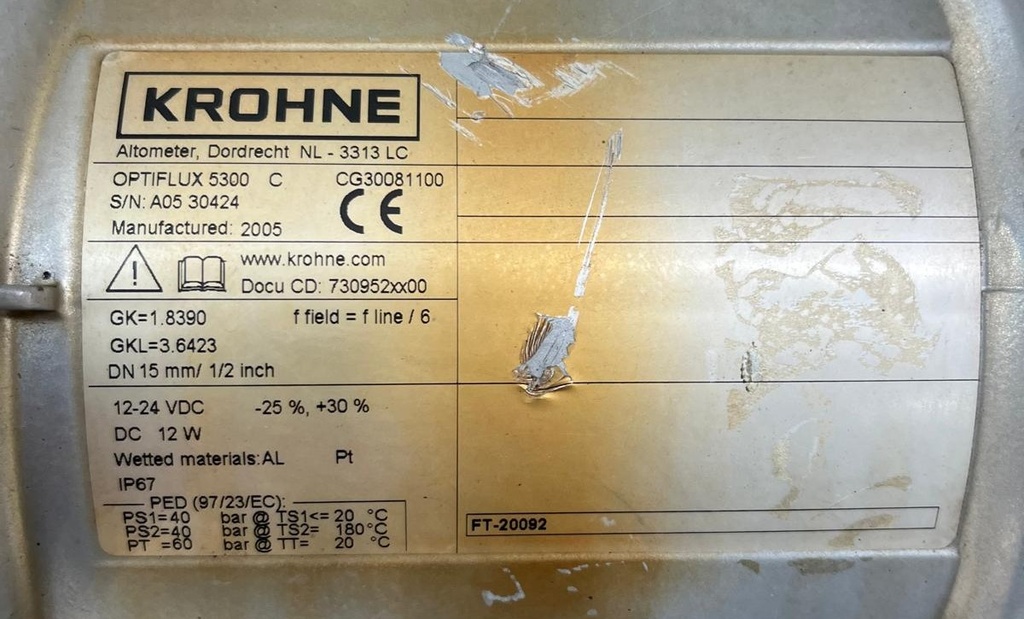 KROHNE
Altometer, Dordrecht NL - 3313 LC
OPTIFLUX 5300 C CG30081100
S/N: A05 30424
CE
Manufactured: 2005
www.krohne.com
Docu CD: 730952xx00
GK=1.8390 f field = f line / 6
GKL=3.6423
DN 15 mm/ 1/2 inch
12-24 VDC -25 %, +30 %
DC 12 W
Wetted materials:AL Pt
IP67
PED (97/23/EC):
PS1=40 bar @ TS1<= 20 °C
PS2=40 bar @ TS2= 180°C
PT =60 bar @ TT= 20 °C
FT-20092